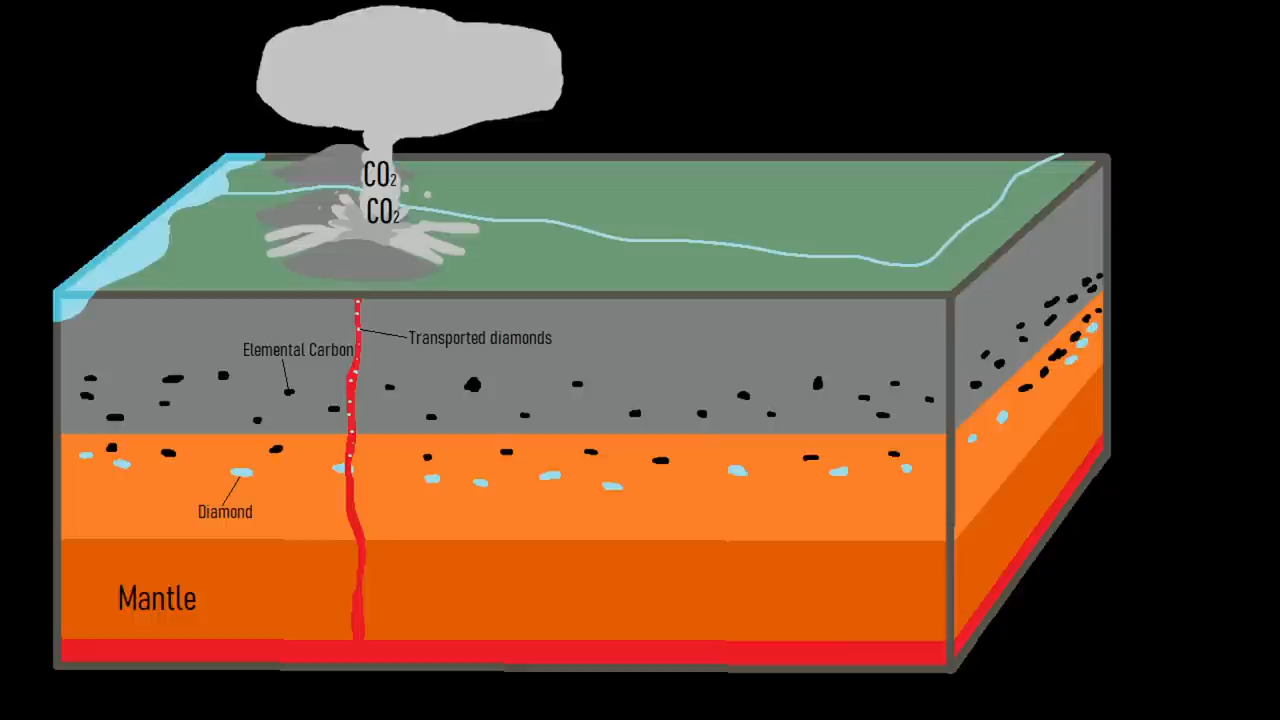 CO₂
CO₂
Transported diamonds
Elemental Carbon
Diamond
Mantle